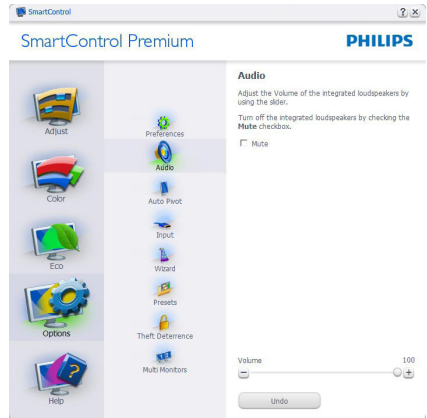 SmartControl
SmartControl Premium
PHILIPS
Adjust
Color
Eco
Options
Help
Preferences
Audio
Auto Pivot
Input
Wizard
Presets
Theft Deterrence
Multi Monitors
Audio
Adjust the Volume of the integrated loudspeakers by
using the slider.
Turn off the integrated loudspeakers by checking the
Mute checkbox.
Mute
Volume 100
Undo